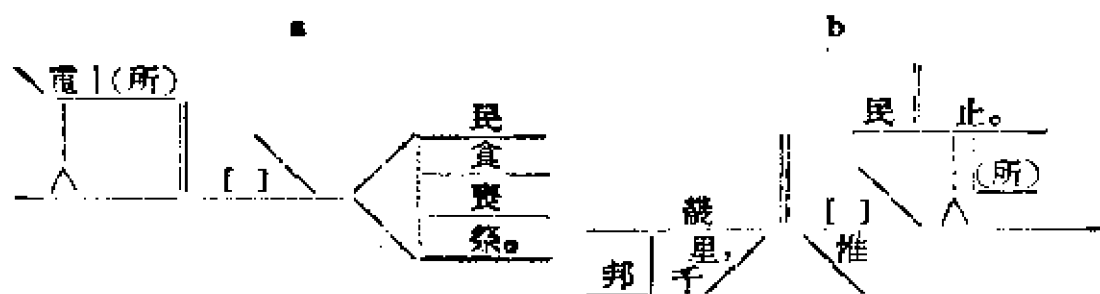 a
重 (所)
民
食
喪
祭。
[ ]
b
民 止。
(所)
畿 [ ]
里, 惟
邦 千